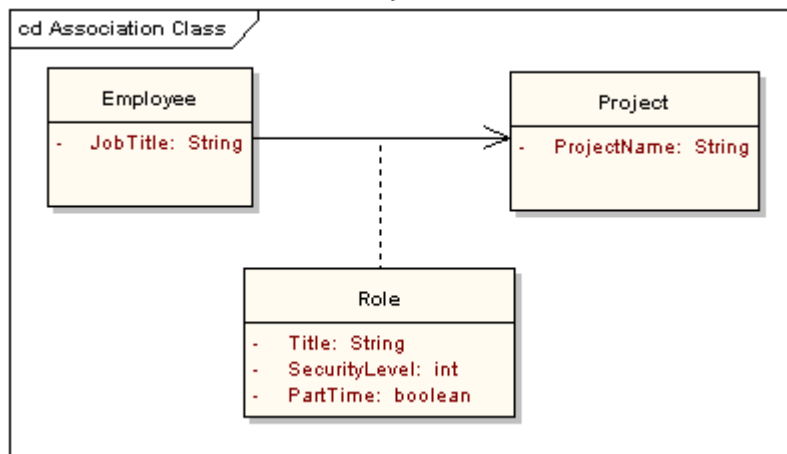 cd Association Class
Employee
- JobTitle: String
Project
- ProjectName: String
Role
- Title: String
- SecurityLevel: int
- PartTime: boolean